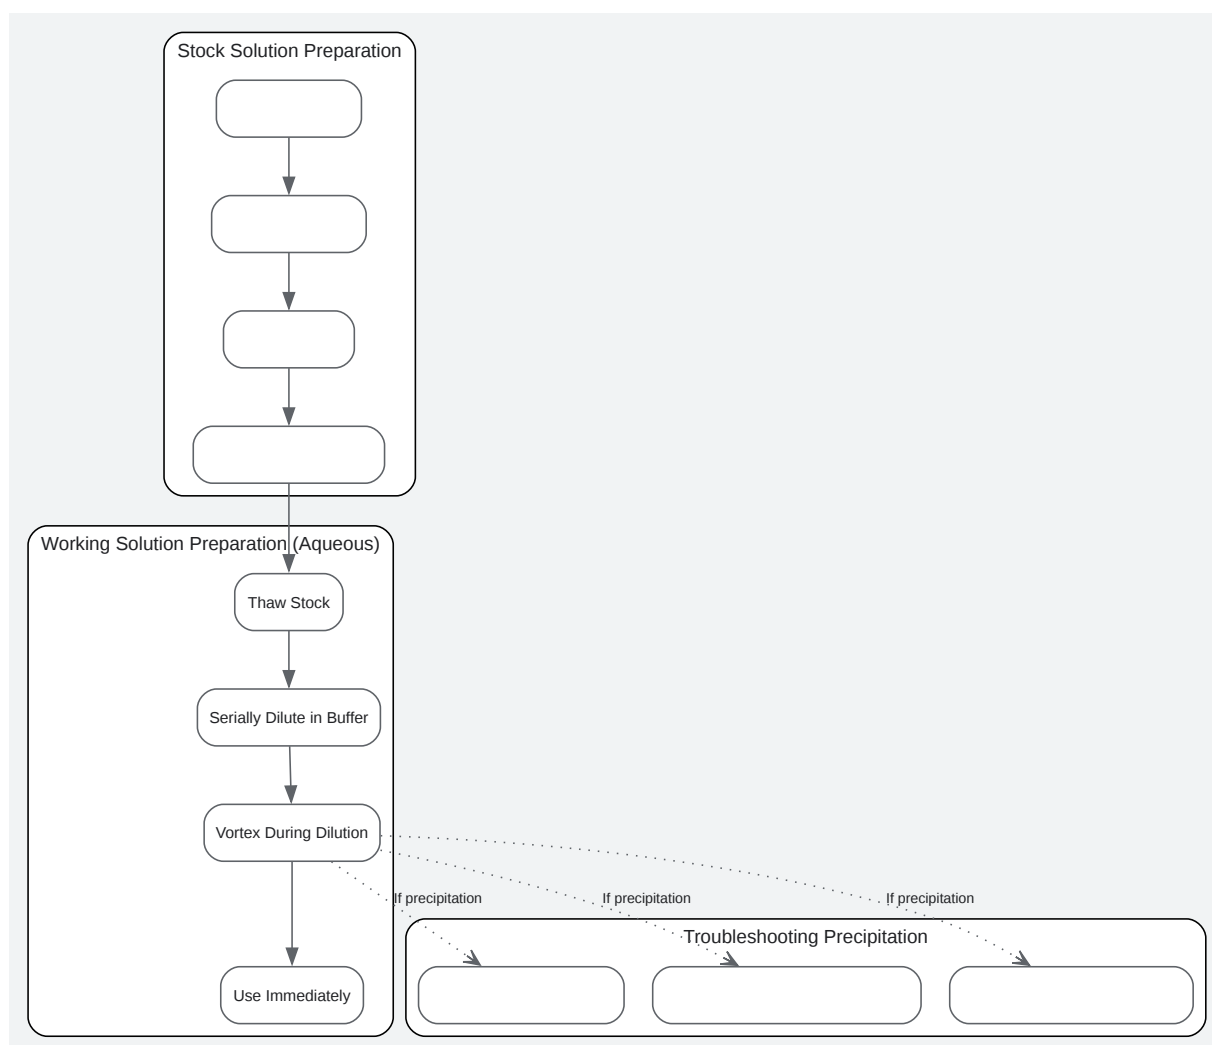 Stock Solution Preparation
Working Solution Preparation (Aqueous)
Thaw Stock
Serially Dilute in Buffer
Vortex During Dilution
If precipitation
If precipitation
If precipitation
Troubleshooting Precipitation
Use Immediately